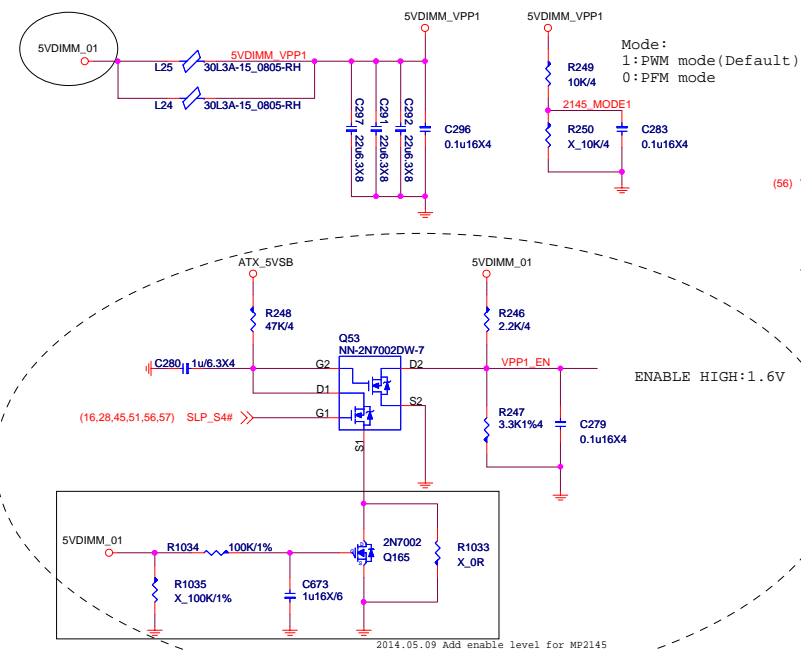 5VDIMM_VPP1
5VDIMM_VPP1
5VDIMM_01
L25
5VDIMM_VPP1
30L3A-15_0805-RH
L24
30L3A-15_0805-RH
C297
22u6.3X8
C291
22u6.3X8
C292
22u6.3X8
C296
0.1u16X4
R249
10K/4
2145_MODE1
R250
X_10K/4
C283
0.1u16X4
Mode:
1:PWM mode(Default)
0:PFM mode
(56)
ATX_5VSB
5VDIMM_01
R248
47K/4
R246
2.2K/4
Q53
NN-2N7002DW-7
C280
1u/6.3X4
G2
D2
VPP1_EN
ENABLE HIGH:1.6V
D1
S2
(16,28,45,51,56,57)
SLP_S4#
G1
S1
R247
3.3K1%4
C279
0.1u16X4
5VDIMM_01
R1034
100K/1%
2N7002
Q165
R1033
X_0R
R1035
X_100K/1%
C673
1u16X/6
2014.05.09 Add enable level for MP2145